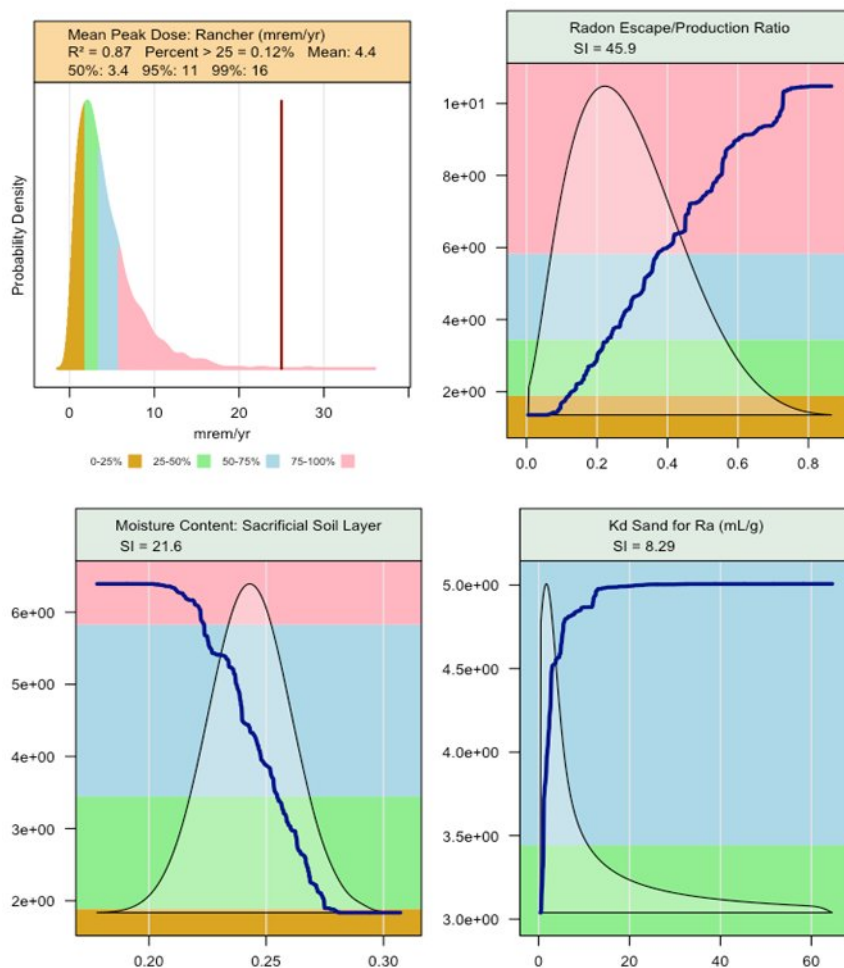 Mean Peak Dose: Rancher (mrem/yr)
R² = 0.87 Percent > 25 = 0.12% Mean: 4.4
50%: 3.4 95%: 11 99%: 16
Probability Density
0 10 20 30
mrem/yr
0-25% 25-50% 50-75% 75-100%
Radon Escape/Production Ratio
SI = 45.9
1e+01
8e+00
6e+00
4e+00
2e+00
0.0 0.2 0.4 0.6 0.8
Moisture Content: Sacrificial Soil Layer
SI = 21.6
6e+00
5e+00
4e+00
3e+00
2e+00
0.20 0.25 0.30
Kd Sand for Ra (mL/g)
SI = 8.29
5.0e+00
4.5e+00
4.0e+00
3.5e+00
3.0e+00
0 20 40 60